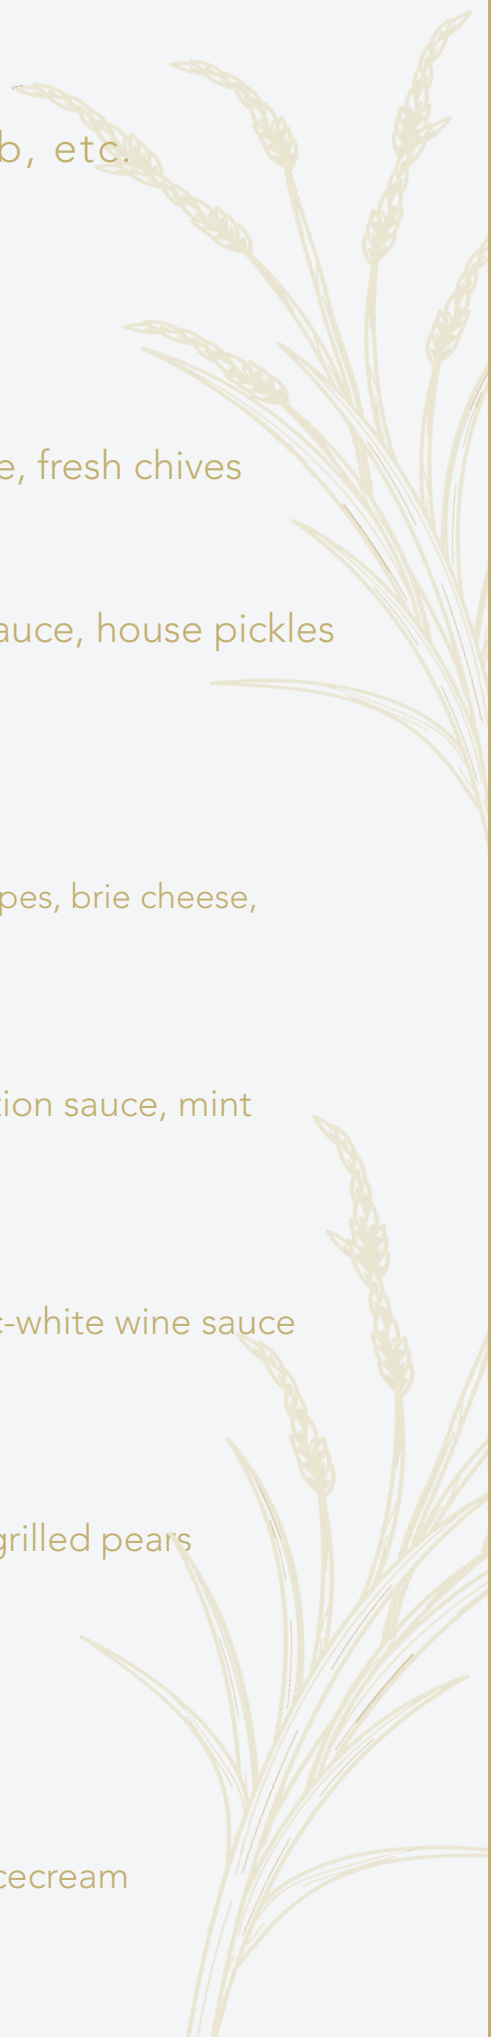 b, etc.
e, fresh chives
auce, house pickles
pes, brie cheese,
tion sauce, mint
c-white wine sauce
grilled pears
cecream